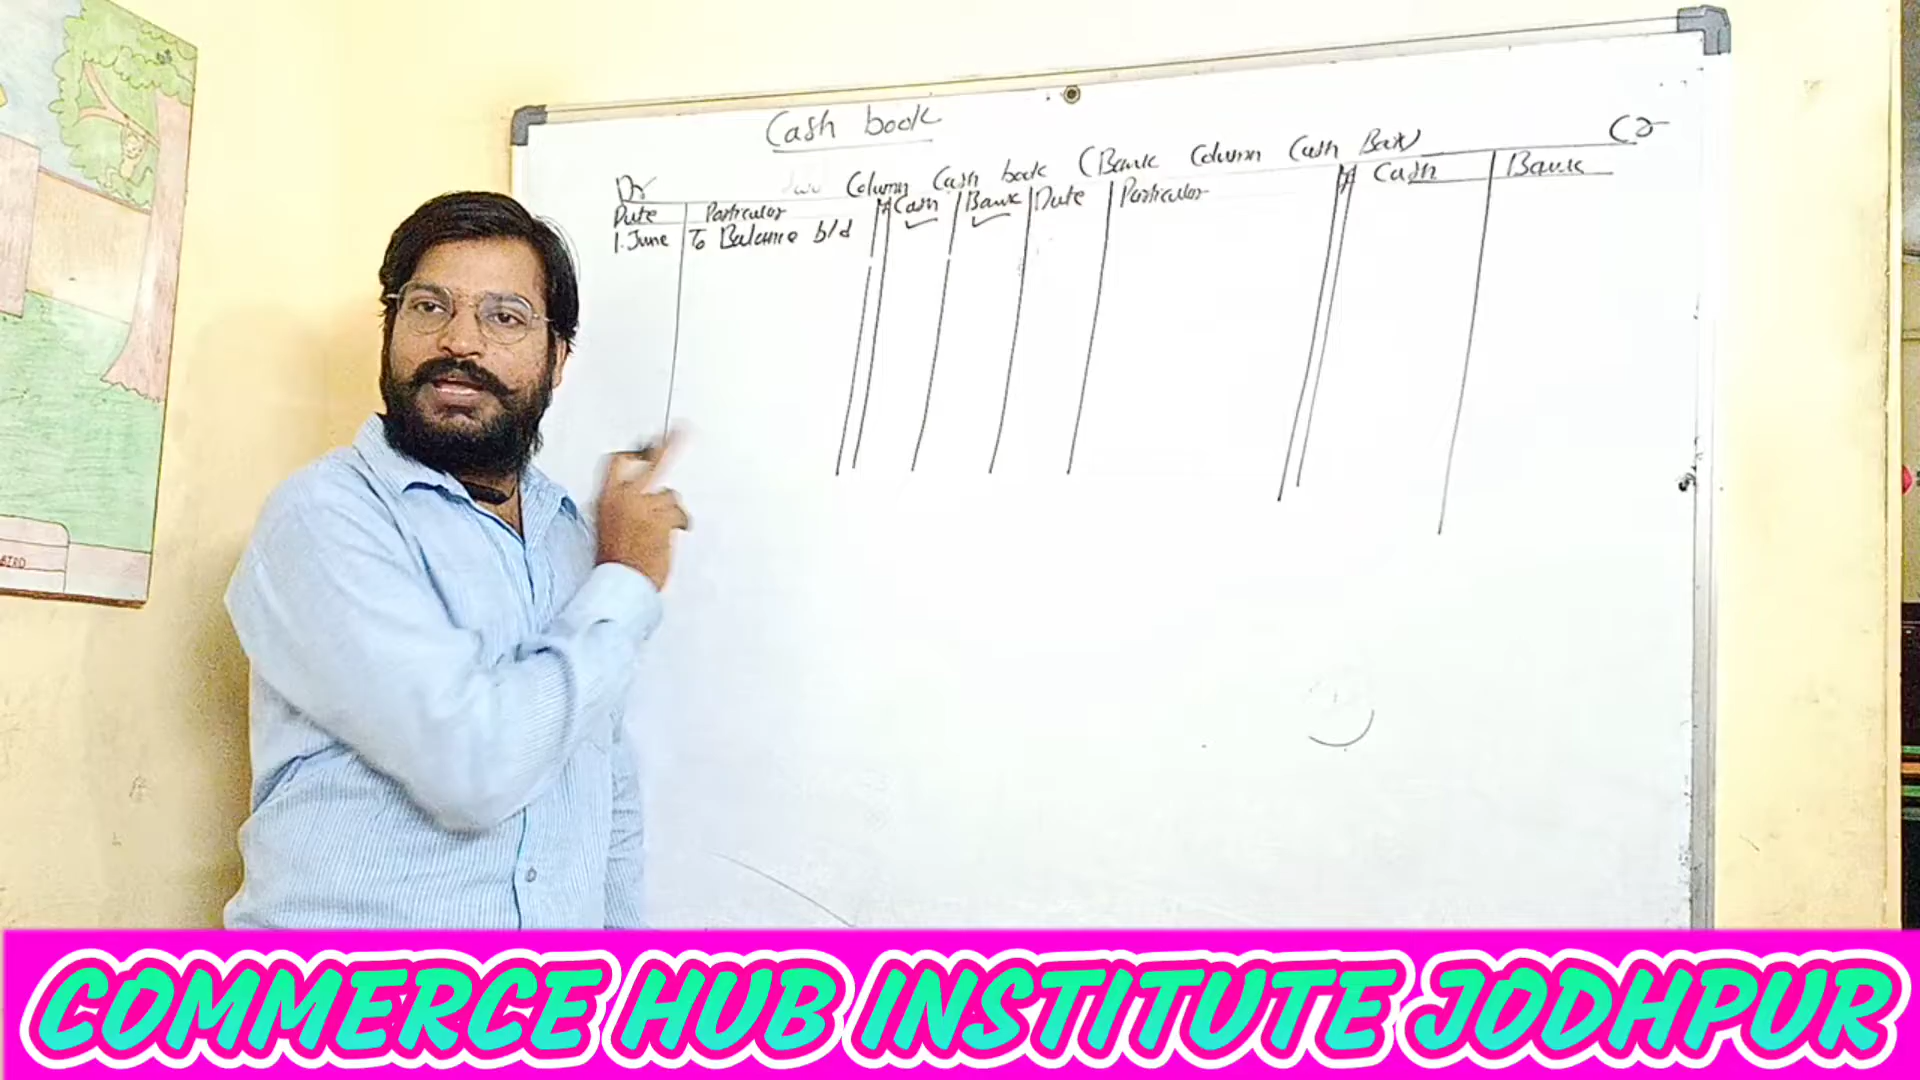 Cash book
Column Cash book (Bank Column Cash Book
Dr
Cr
Date Particular Cash Bank Date Particular Cash Bank
1 June To Balance b/d
COMMERCE HUB INSTITUTE JODHPUR